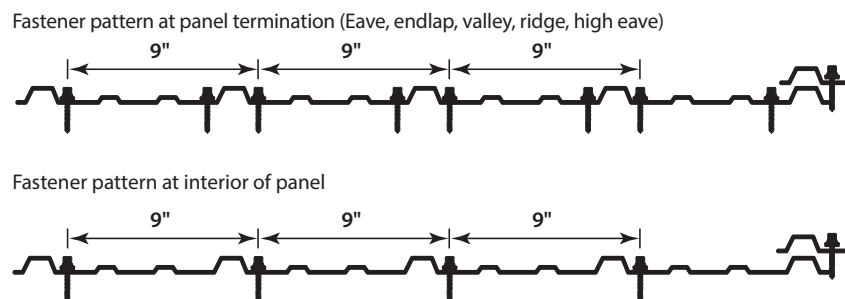 Fastener pattern at panel termination (Eave, endlap, valley, ridge, high eave)
9" 9" 9"
Fastener pattern at interior of panel
9" 9" 9"